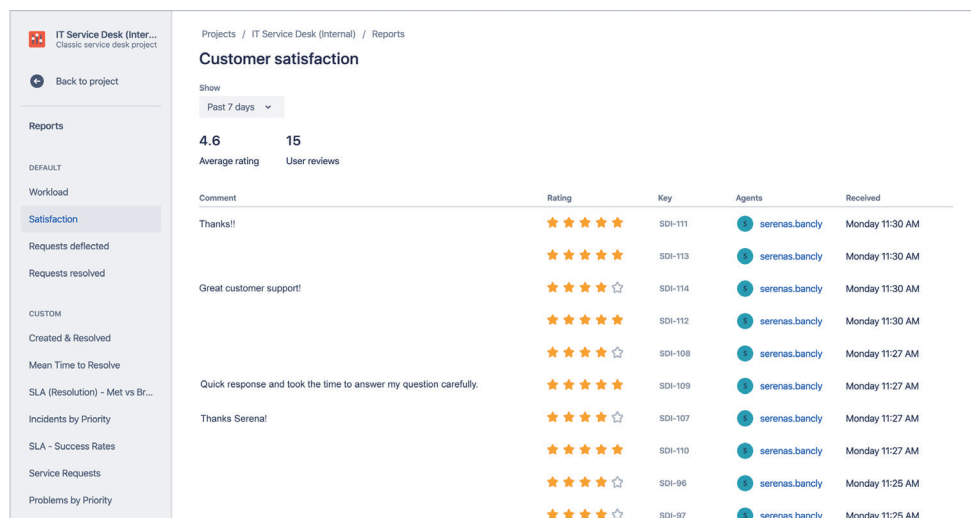 IT Service Desk (Inter...
Classic service desk project
Back to project
Reports
DEFAULT
Workload
Satisfaction
Requests deflected
Requests resolved
CUSTOM
Created & Resolved
Mean Time to Resolve
SLA (Resolution) - Met vs Br...
Incidents by Priority
SLA - Success Rates
Service Requests
Problems by Priority
Projects / IT Service Desk (Internal) / Reports
Customer satisfaction
Show
Past 7 days
4.6 15
Average rating User reviews
Comment Rating Key Agents Received
Thanks!! SDI-111 S serenas.bancly Monday 11:30 AM
SDI-113 S serenas.bancly Monday 11:30 AM
Great customer support! SDI-114 S serenas.bancly Monday 11:30 AM
SDI-112 S serenas.bancly Monday 11:30 AM
SDI-108 S serenas.bancly Monday 11:27 AM
Quick response and took the time to answer my question carefully. SDI-109 S serenas.bancly Monday 11:27 AM
Thanks Serena! SDI-107 S serenas.bancly Monday 11:27 AM
SDI-110 S serenas.bancly Monday 11:27 AM
SDI-96 S serenas.bancly Monday 11:25 AM
SDI-97 S serenas.bancly Monday 11:25 AM